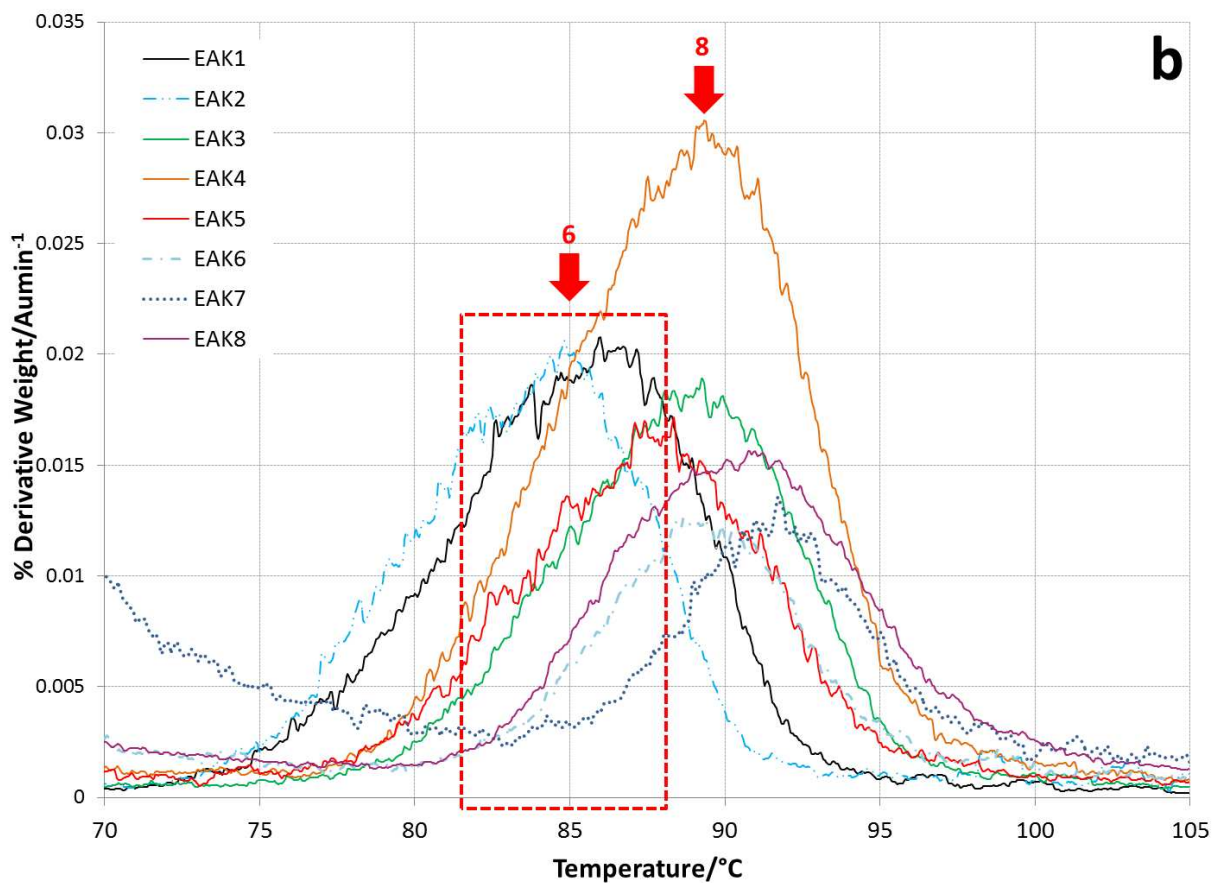 0.035
0.03
0.025
0.02
0.015
0.01
0.005
0
% Derivative Weight/Aumin⁻¹
EAK1
EAK2
EAK3
EAK4
EAK5
EAK6
EAK7
EAK8
8
6
b
70 75 80 85 90 95 100 105
Temperature/°C